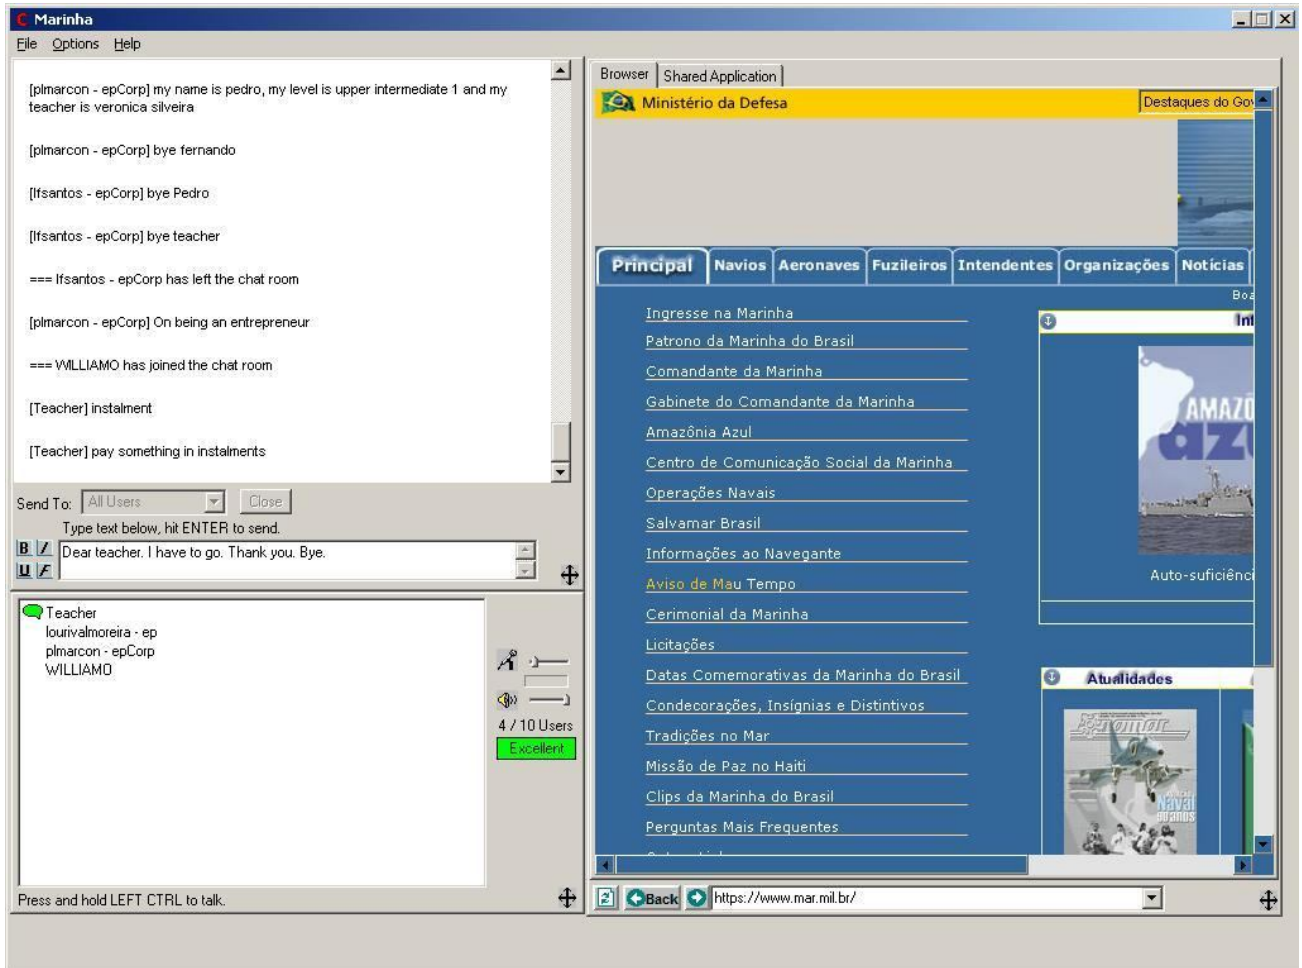 C Marinha
File Options Help
[plmarcon - epCorp] my name is pedro, my level is upper intermediate 1 and my
teacher is veronica silveira
[plmarcon - epCorp] bye fernando
[lfsantos - epCorp] bye Pedro
[lfsantos - epCorp] bye teacher
=== lfsantos - epCorp has left the chat room
[plmarcon - epCorp] On being an entrepreneur
=== WILLIAMO has joined the chat room
[Teacher] instalment
[Teacher] pay something in instalments
Send To: All Users Close
Type text below, hit ENTER to send.
B I
U F
Dear teacher. I have to go. Thank you. Bye.
Teacher
lourivalmoreira - ep
plmarcon - epCorp
WILLIAMO
4 / 10 Users
Excellent
Press and hold LEFT CTRL to talk.
Browser Shared Application
Ministério da Defesa
Destaques do Gov
Principal Navios Aeronaves Fuzileiros Intendentes Organizações Notícias
Boa
Ingresse na Marinha
Patrono da Marinha do Brasil
Comandante da Marinha
Gabinete do Comandante da Marinha
Amazônia Azul
Centro de Comunicação Social da Marinha
Operações Navais
Salvamar Brasil
Informações ao Navegante
Aviso de Mau Tempo
Cerimonial da Marinha
Licitações
Datas Comemorativas da Marinha do Brasil
Condecorações, Insígnias e Distintivos
Tradições no Mar
Missão de Paz no Haiti
Clips da Marinha do Brasil
Perguntas Mais Frequentes
Int
AMAZÔ
azu
Auto-suficiênci
Atualidades
Naval
90 anos
Back https://www.mar.mil.br/